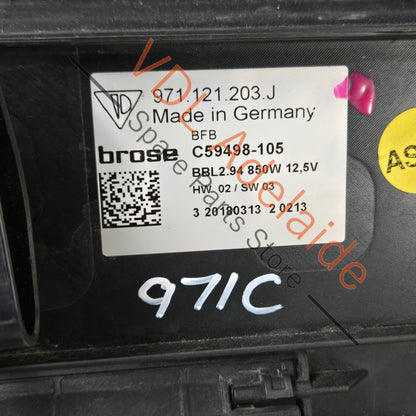 971.121.203.J
Made in Germany
BFB
brose C59498-105
BBL2.94 850W 12,5V
HW_02 / SW 03
3 20180313 2 0213
A9
971C
VDL Adelaide
Spare Parts Store